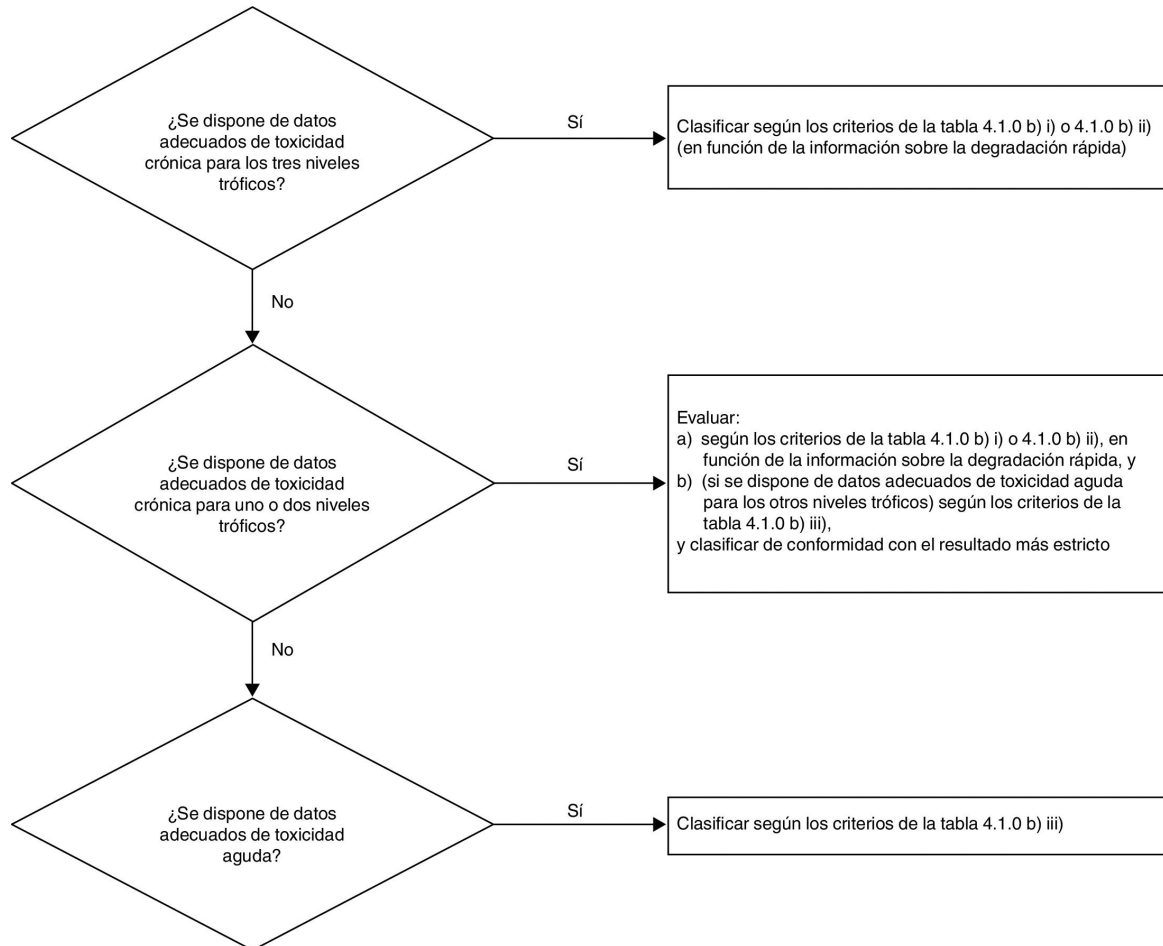 ¿Se dispone de datos
adecuados de toxicidad
crónica para los tres niveles
tróficos?
Sí
Clasificar según los criterios de la tabla 4.1.0 b) i) o 4.1.0 b) ii)
(en función de la información sobre la degradación rápida)
No
¿Se dispone de datos
adecuados de toxicidad
crónica para uno o dos niveles
tróficos?
Sí
Evaluar:
a) según los criterios de la tabla 4.1.0 b) i) o 4.1.0 b) ii), en
función de la información sobre la degradación rápida, y
b) (si se dispone de datos adecuados de toxicidad aguda
para los otros niveles tróficos) según los criterios de la
tabla 4.1.0 b) iii),
y clasificar de conformidad con el resultado más estricto
No
¿Se dispone de datos
adecuados de toxicidad
aguda?
Sí
Clasificar según los criterios de la tabla 4.1.0 b) iii)